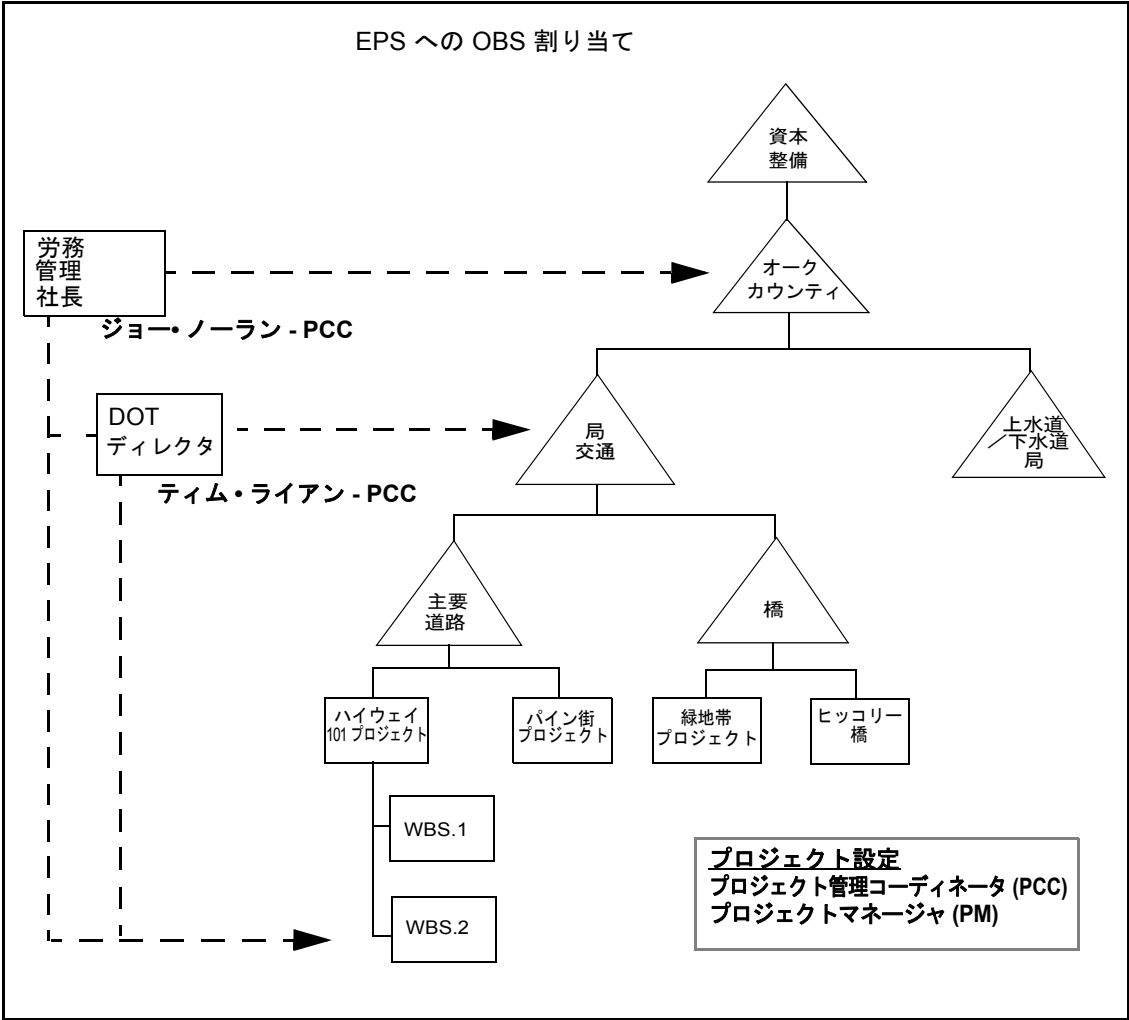 EPS への OBS 割り当て
資本
整備
労務
管理
社長
オーク
カウンティ
ジョー• ノーラン - PCC
DOT
ディレクタ
局
交通
上水道
／下水道
局
ティム • ライアン - PCC
主要
道路
橋
ハイウェイ
101 プロジェクト
パイン街
プロジェクト
緑地帯
プロジェクト
ヒッコリー
橋
WBS.1
WBS.2
プロジェクト設定
プロジェクト管理コーディネータ (PCC)
プロジェクトマネージャ (PM)